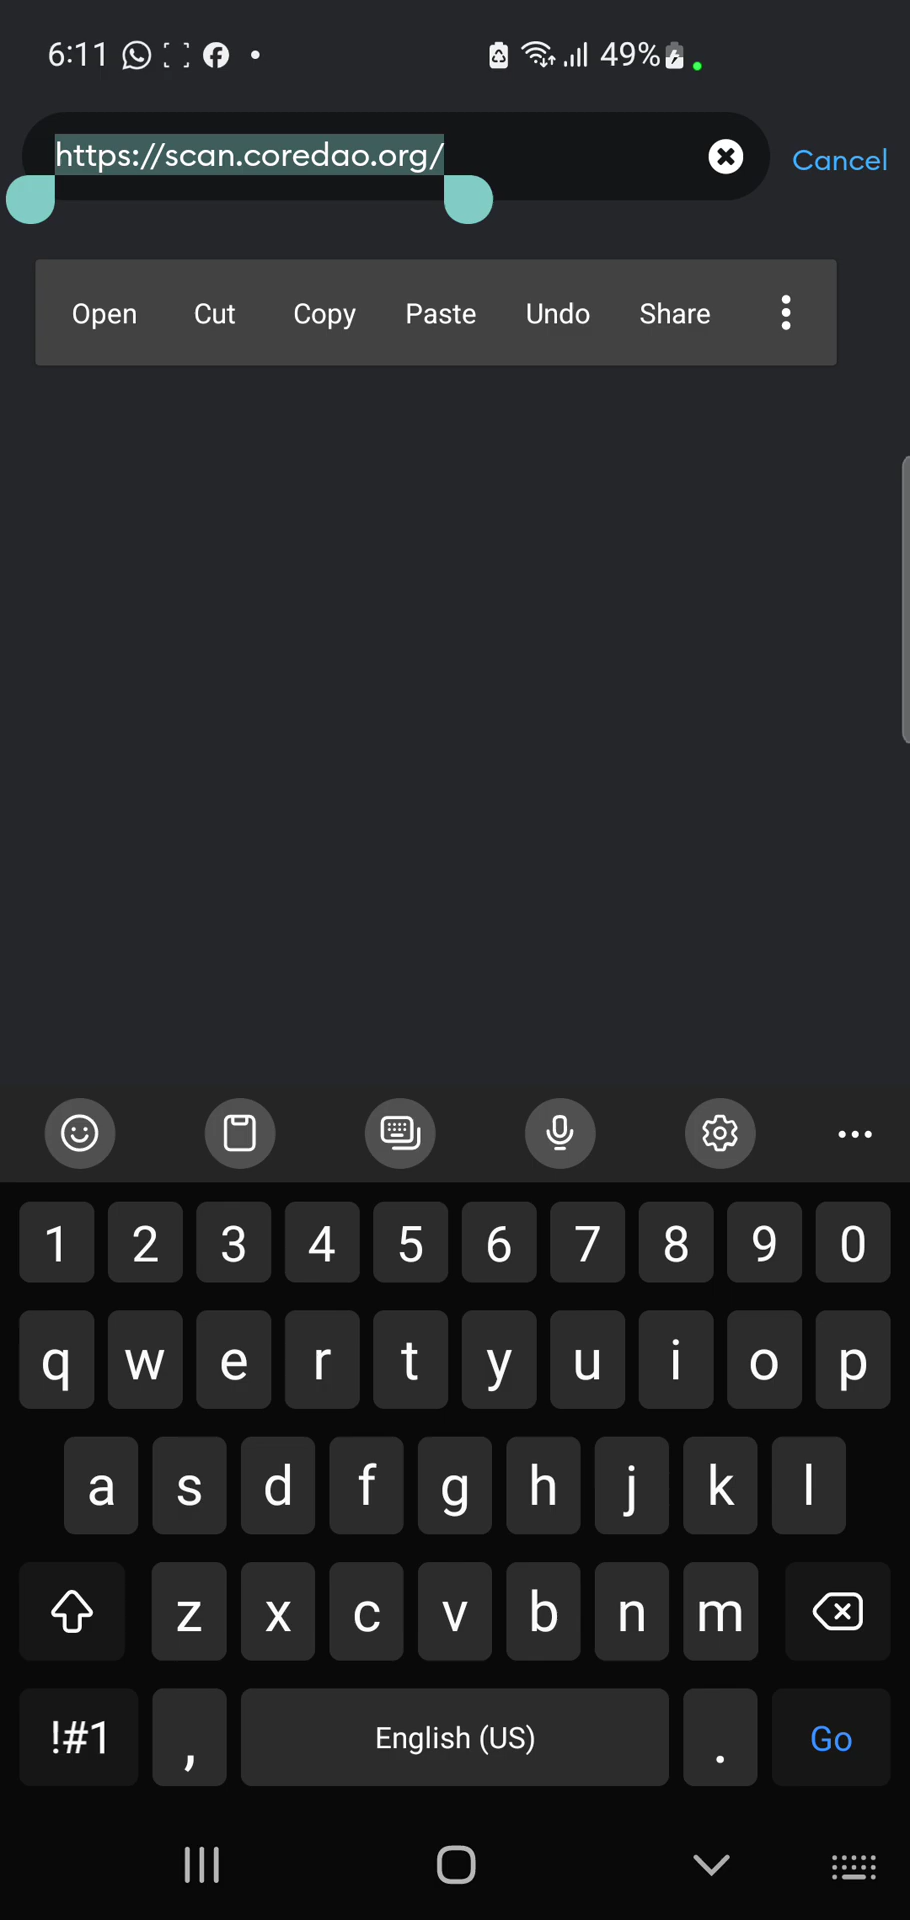 6:11 49%
https://scan.coredao.org/ Cancel
Open Cut Copy Paste Undo Share
1 2 3 4 5 6 7 8 9 0
q w e r t y u i o p
a s d f g h j k l
z x c v b n m
!#1 , English (US) . Go